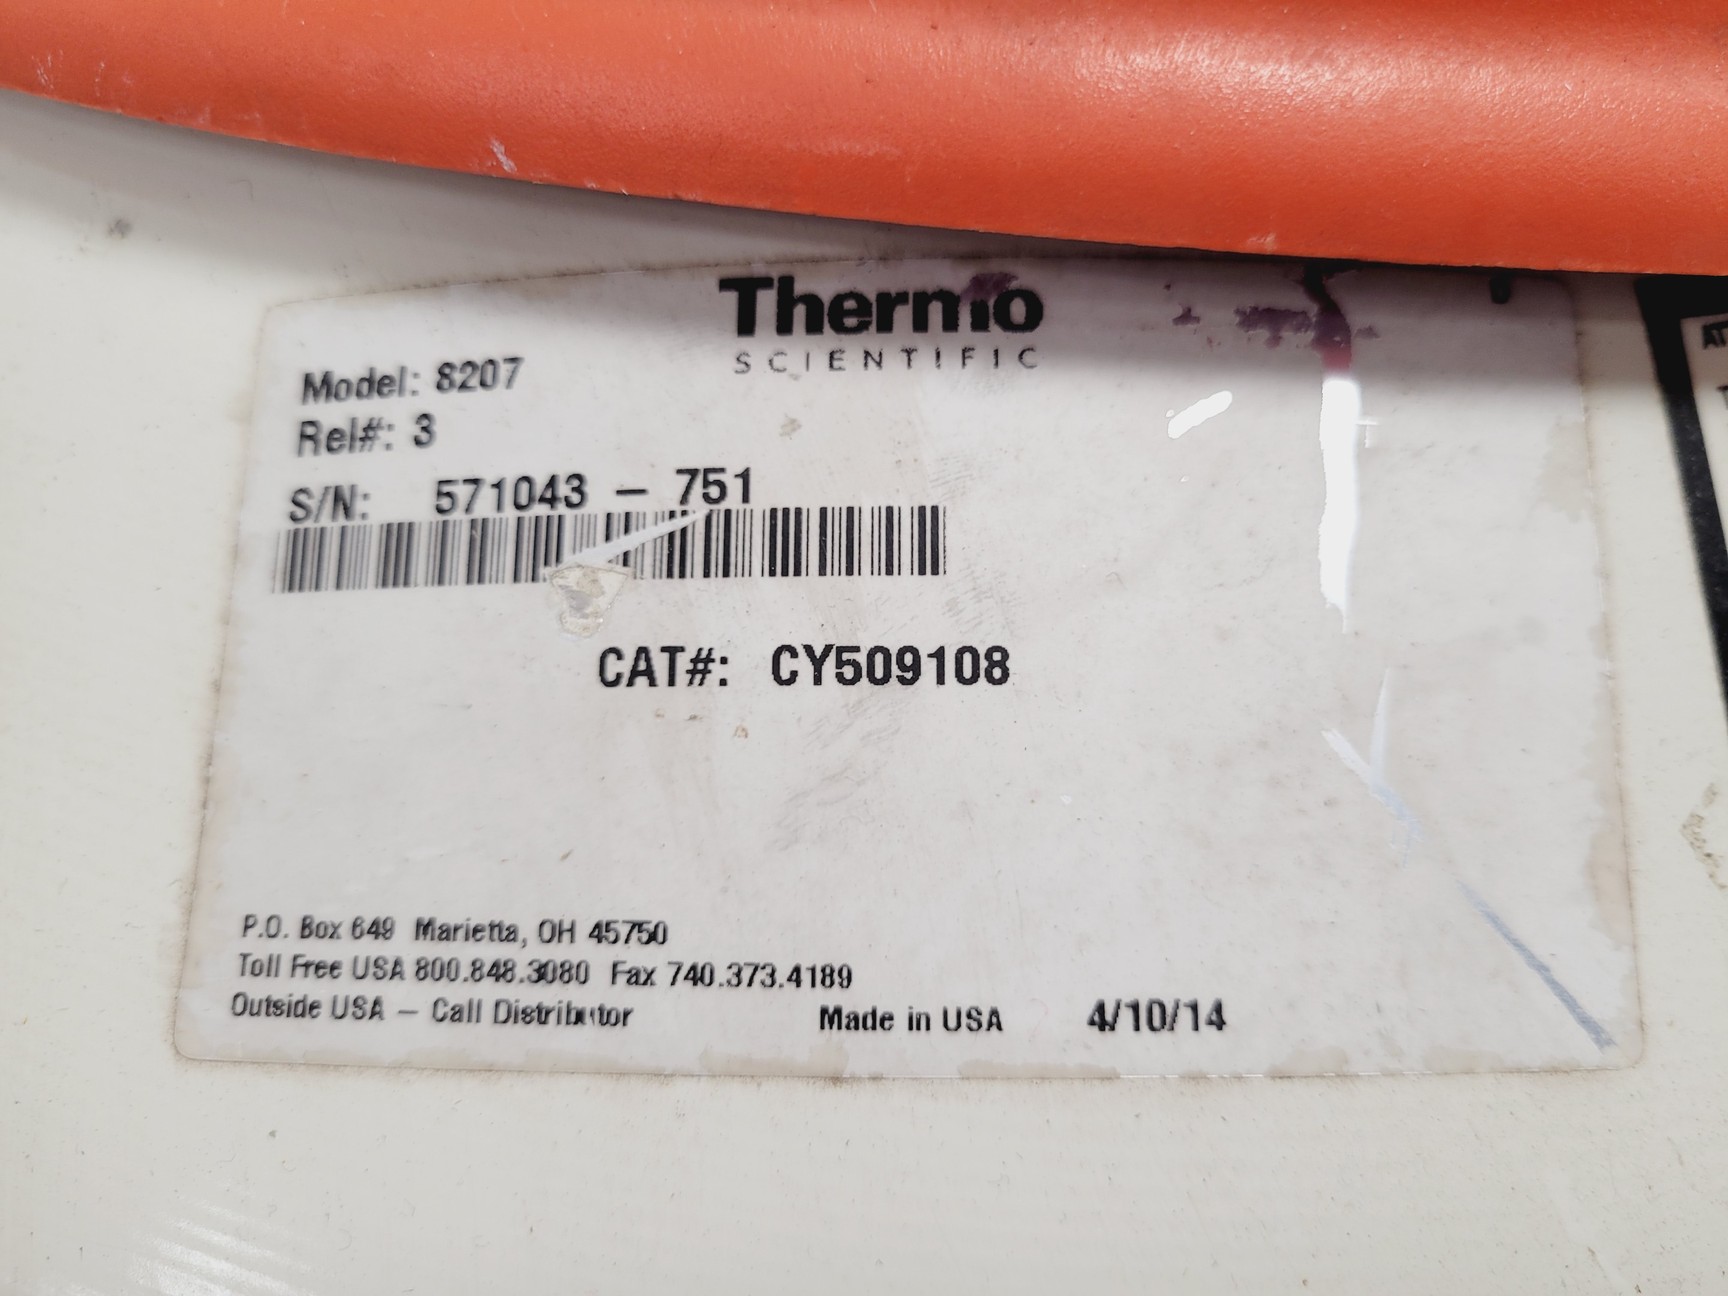 Thermo
SCIENTIFIC
Model: 8207
Rel#: 3
S/N: 571043 – 751
CAT#: CY509108
P.O. Box 649 Marietta, OH 45750
Toll Free USA 800.848.3080 Fax 740.373.4189
Outside USA – Call Distributor Made in USA 4/10/14